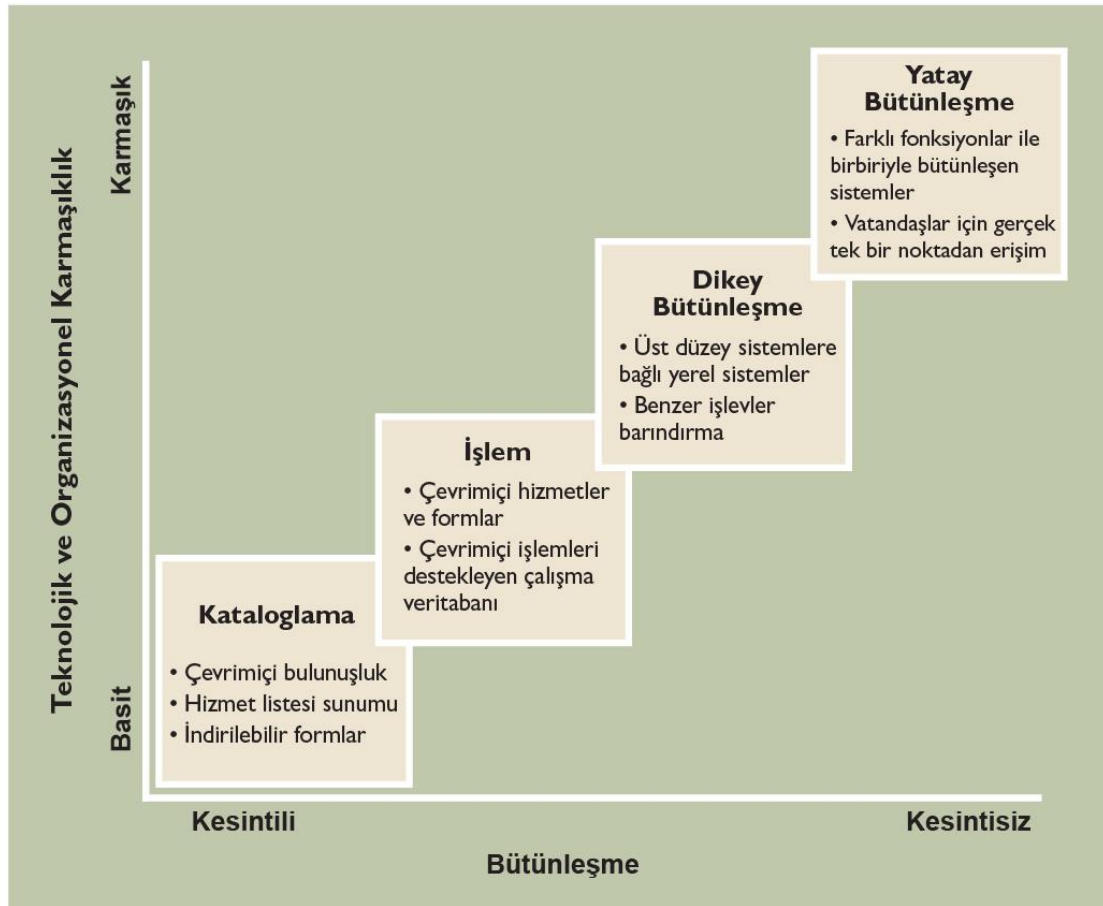 Teknolojik ve Organizasyonel Karmaşıklık
Karmaşık
Basit
Yatay
Bütünleşme
• Farklı fonksiyonlar ile
birbiriyle bütünleşen
sistemler
• Vatandaşlar için gerçek
tek bir noktadan erişim
Dikey
Bütünleşme
• Üst düzey sistemlere
bağlı yerel sistemler
• Benzer işlevler
barındırma
İşlem
• Çevrimiçi hizmetler
ve formlar
• Çevrimiçi işlemleri
destekleyen çalışma
veritabanı
Kataloglama
• Çevrimiçi bulunuşluk
• Hizmet listesi sunumu
• İndirilebilir formlar
Kesintili
Kesintisiz
Bütünleşme